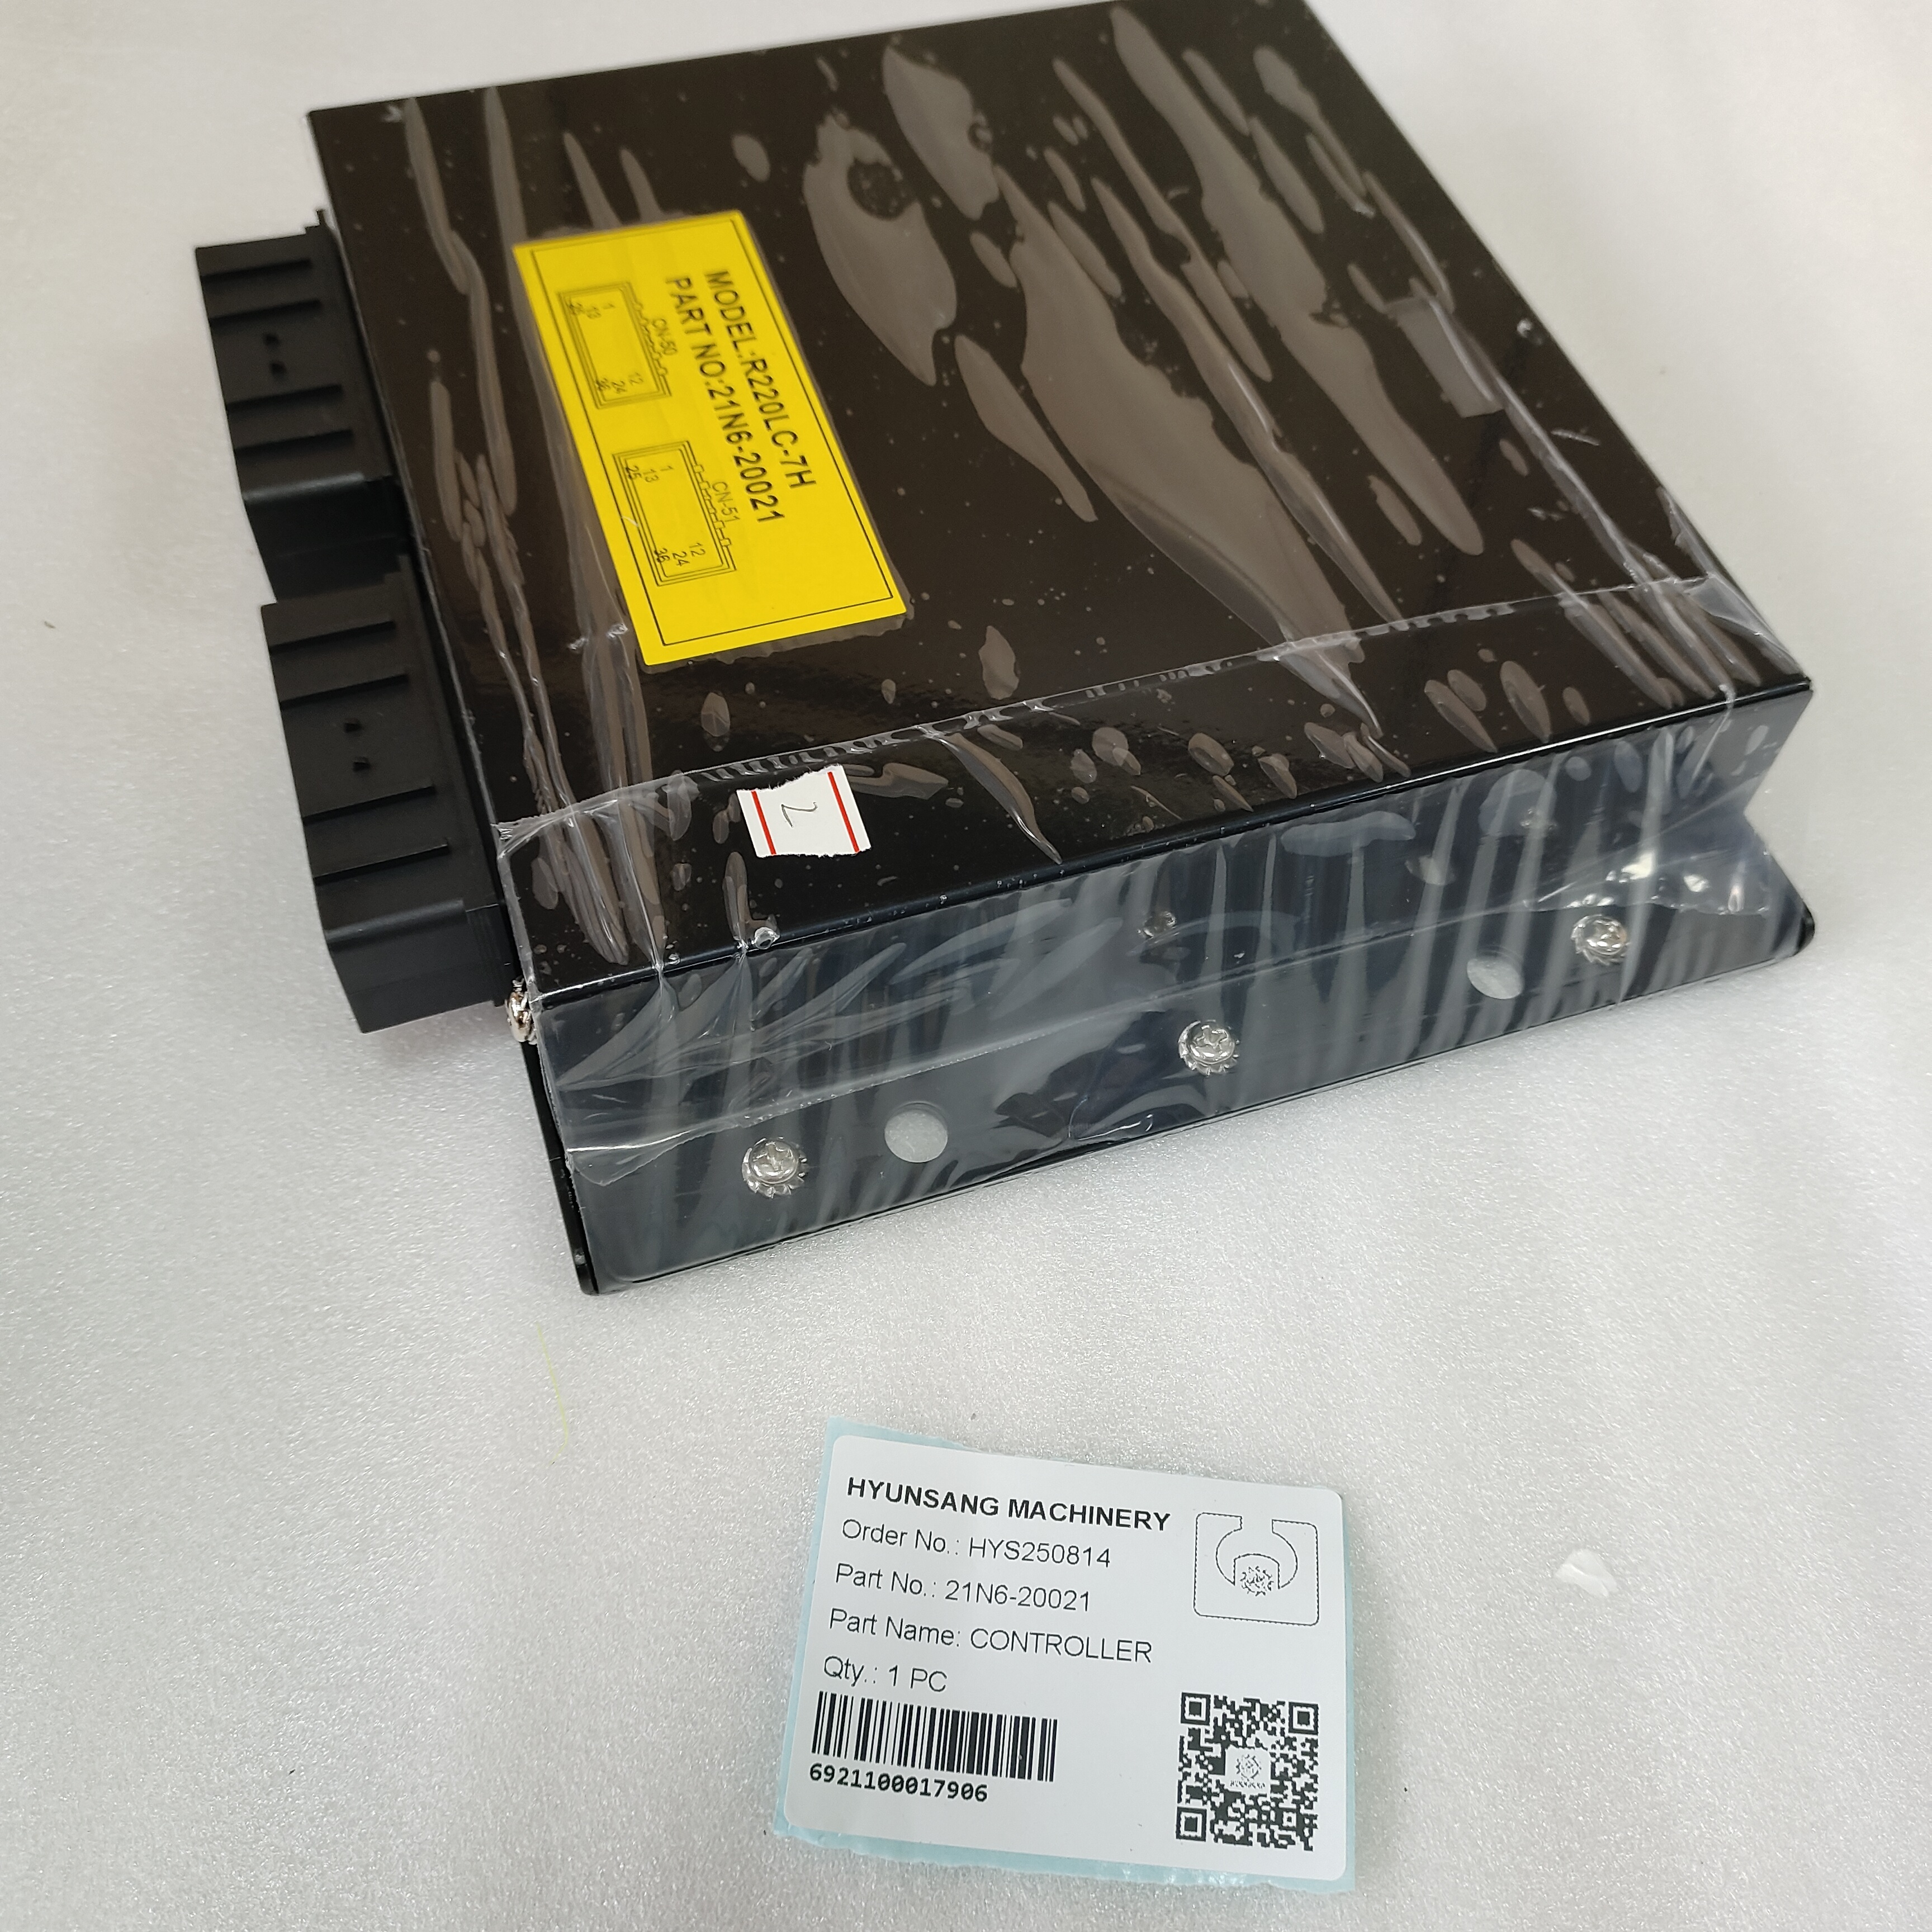 MODEL:R220LC-7H
PART NO:21N6-20021
CN-50
1
12
13
24
25
36
CN-51
1
12
13
24
25
36
2
HYUNSANG MACHINERY
Order No.: HYS250814
Part No.: 21N6-20021
Part Name: CONTROLLER
Qty.: 1 PC
6921100017906